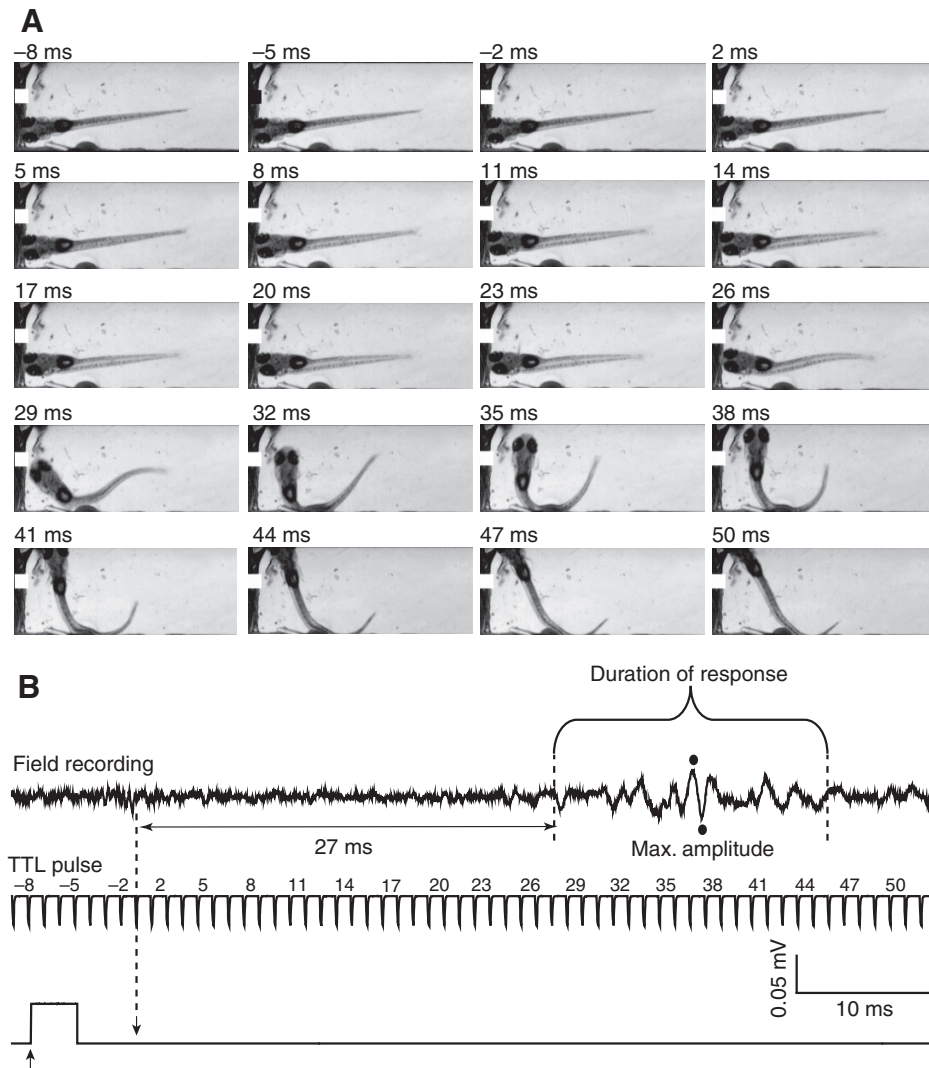 A
–8 ms –5 ms –2 ms 2 ms
5 ms 8 ms 11 ms 14 ms
17 ms 20 ms 23 ms 26 ms
29 ms 32 ms 35 ms 38 ms
41 ms 44 ms 47 ms 50 ms
B
Duration of response
Field recording
27 ms
Max. amplitude
TTL pulse
–8 –5 –2 2 5 8 11 14 17 20 23 26 29 32 35 38 41 44 47 50
0.05 mV
10 ms